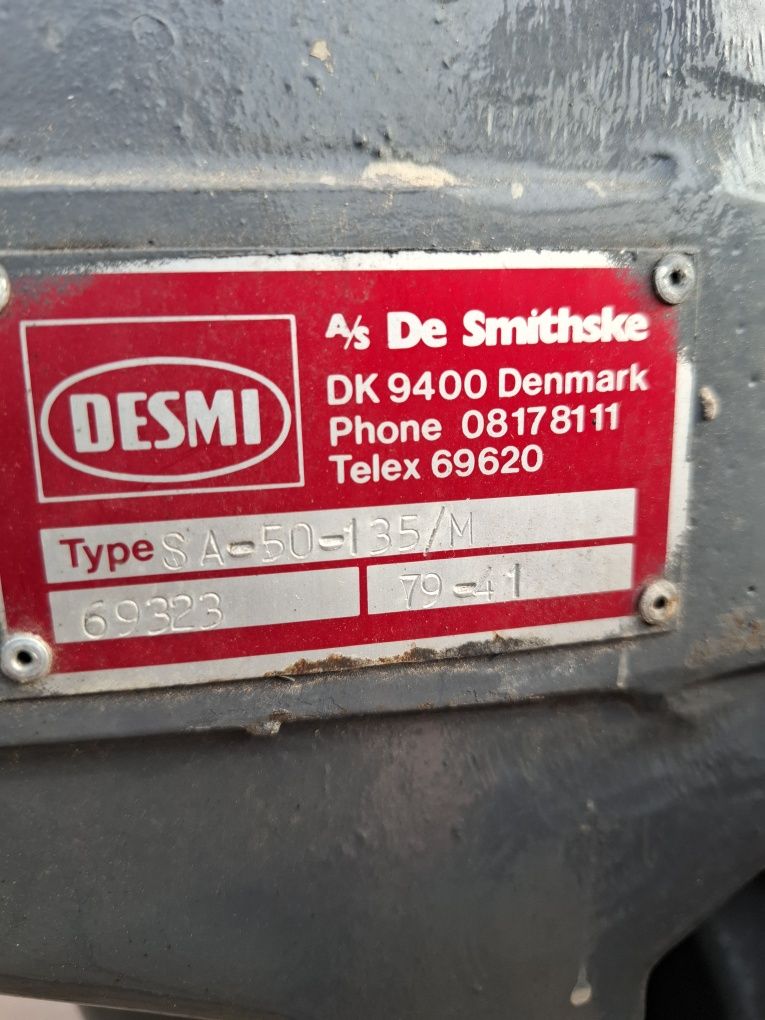 DESMI
A/S De Smithske
DK 9400 Denmark
Phone 08178111
Telex 69620
Type SA-50-135/M
69323 79-41